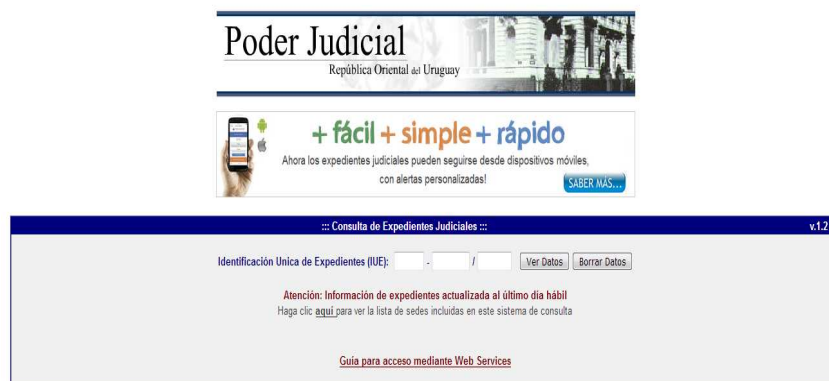 Poder Judicial
República Oriental del Uruguay
+ fácil + simple + rápido
Ahora los expedientes judiciales pueden seguirse desde dispositivos móviles,
con alertas personalizadas!
SABER MÁS...
::: Consulta de Expedientes Judiciales :::
v.1.2
Identificación Unica de Expedientes (IUE): - / Ver Datos Borrar Datos
Atención: Información de expedientes actualizada al último día hábil
Haga clic aquí para ver la lista de sedes incluidas en este sistema de consulta
Guía para acceso mediante Web Services